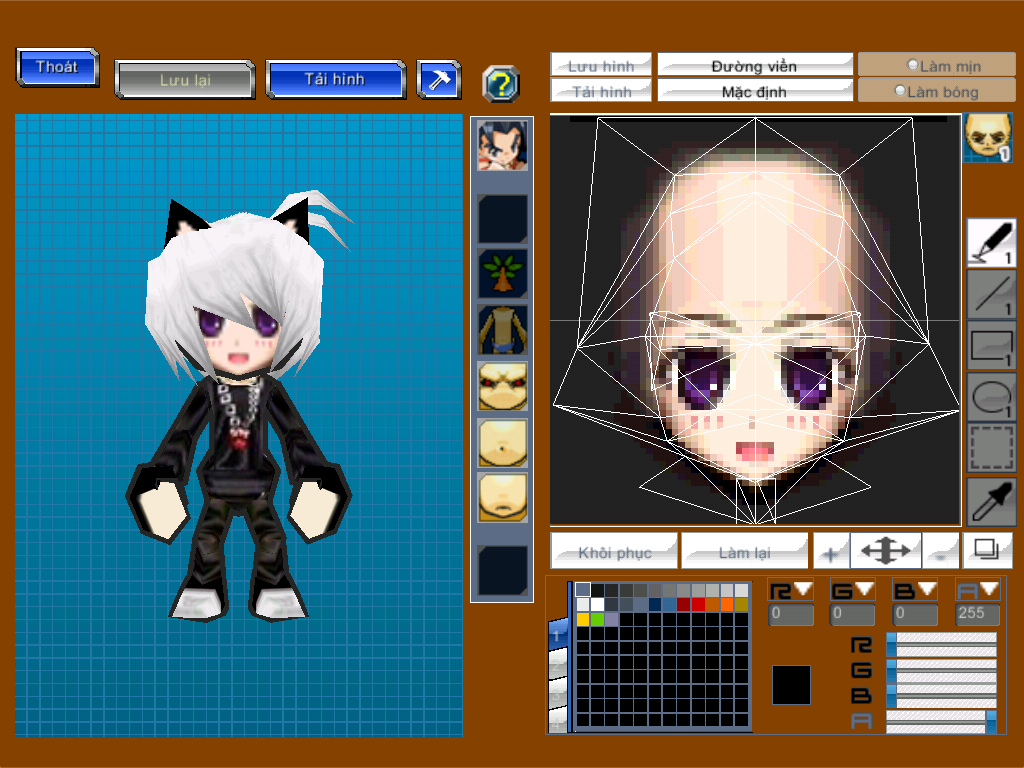 Thoát
Lưu lại
Tải hình
Lưu hình
Đường viền
Làm mịn
Tải hình
Mặc định
Làm bóng
1
1
1
1
1
Khôi phục
Làm lại
R
G
B
A
0
0
0
255
1
R
G
B
A